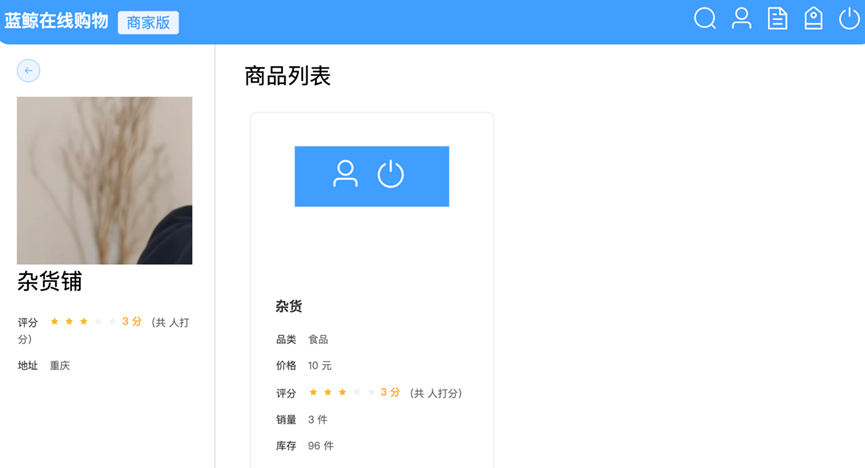 蓝鲸在线购物 商家版
商品列表
杂货铺
评分 3 分 (共 人打
分)
地址 重庆
杂货
品类 食品
价格 10 元
评分 3 分 (共 人打分)
销量 3 件
库存 96 件